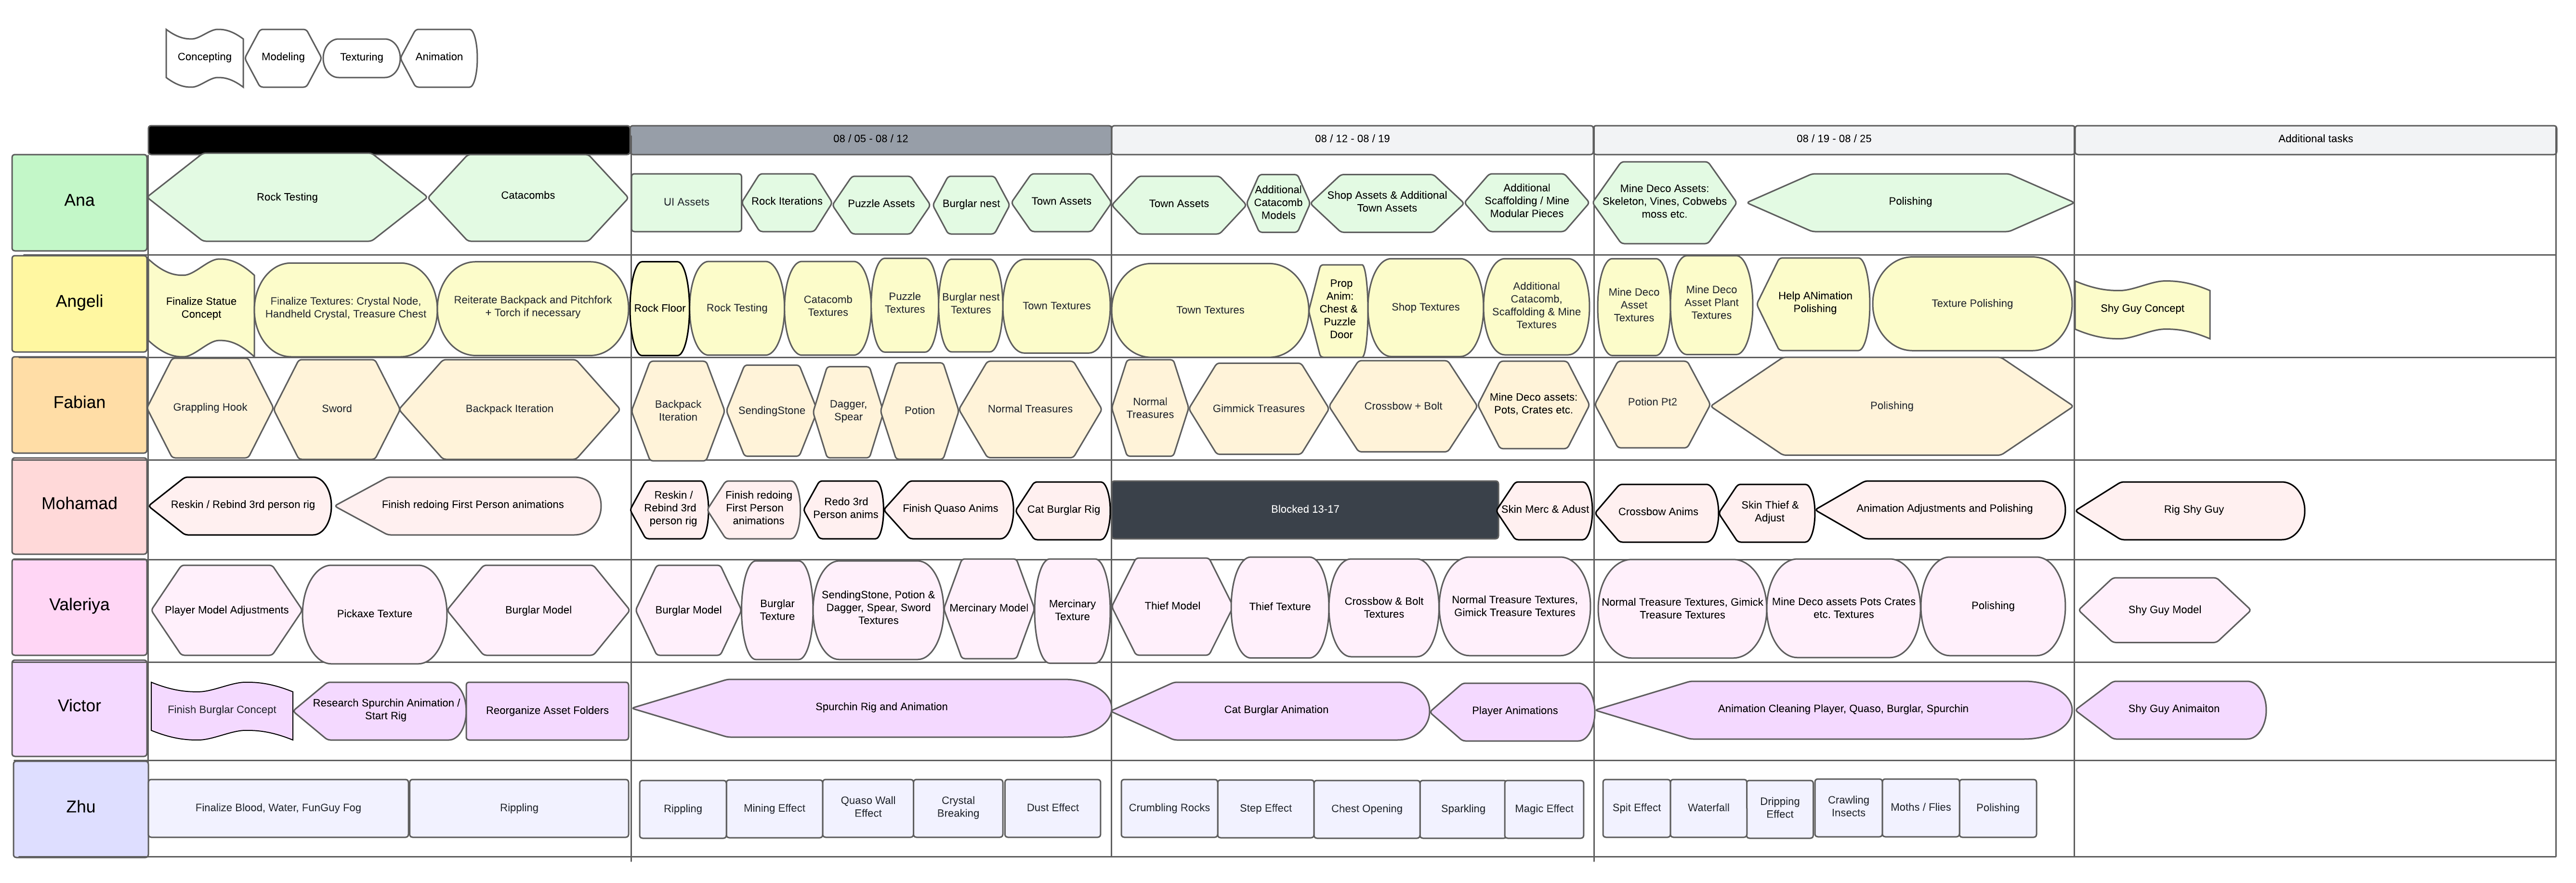 Concepting
Modeling
Texturing
Animation
08 / 05 - 08 / 12
08 / 12 - 08 / 19
08 / 19 - 08 / 25
Additional tasks
Ana
Rock Testing
Catacombs
UI Assets
Rock Iterations
Puzzle Assets
Burglar nest
Town Assets
Town Assets
Additional
Catacomb
Models
Shop Assets & Additional
Town Assets
Additional
Scaffolding / Mine
Modular Pieces
Mine Deco Assets:
Skeleton, Vines, Cobwebs
moss etc.
Polishing
Angeli
Finalize Statue
Concept
Finalize Textures: Crystal Node,
Handheld Crystal, Treasure Chest
Reiterate Backpack and Pitchfork
+ Torch if necessary
Rock Floor
Rock Testing
Catacomb
Textures
Puzzle
Textures
Burglar nest
Textures
Town Textures
Town Textures
Prop
Anim:
Chest &
Puzzle
Door
Shop Textures
Additional
Catacomb,
Scaffolding & Mine
Textures
Mine Deco
Asset
Textures
Mine Deco
Asset Plant
Textures
Help ANimation
Polishing
Texture Polishing
Shy Guy Concept
Fabian
Grappling Hook
Sword
Backpack Iteration
Backpack
Iteration
SendingStone
Dagger,
Spear
Potion
Normal Treasures
Normal
Treasures
Gimmick Treasures
Crossbow + Bolt
Mine Deco assets:
Pots, Crates etc.
Potion Pt2
Polishing
Mohamad
Reskin / Rebind 3rd person rig
Finish redoing First Person animations
Reskin /
Rebind 3rd
person rig
Finish redoing
First Person
animations
Redo 3rd
Person anims
Finish Quaso Anims
Cat Burglar Rig
Blocked 13-17
Skin Merc & Adust
Crossbow Anims
Skin Thief &
Adjust
Animation Adjustments and Polishing
Rig Shy Guy
Valeriya
Player Model Adjustments
Pickaxe Texture
Burglar Model
Burglar Model
Burglar
Texture
SendingStone, Potion &
Dagger, Spear, Sword
Textures
Mercinary Model
Mercinary
Texture
Thief Model
Thief Texture
Crossbow & Bolt
Textures
Normal Treasure Textures,
Gimick Treasure Textures
Normal Treasure Textures, Gimick
Treasure Textures
Mine Deco assets Pots Crates
etc. Textures
Polishing
Shy Guy Model
Victor
Finish Burglar Concept
Research Spurchin Animation /
Start Rig
Reorganize Asset Folders
Spurchin Rig and Animation
Cat Burglar Animation
Player Animations
Animation Cleaning Player, Quaso, Burglar, Spurchin
Shy Guy Animaiton
Zhu
Finalize Blood, Water, FunGuy Fog
Rippling
Rippling
Mining Effect
Quaso Wall
Effect
Crystal
Breaking
Dust Effect
Crumbling Rocks
Step Effect
Chest Opening
Sparkling
Magic Effect
Spit Effect
Waterfall
Dripping
Effect
Crawling
Insects
Moths / Flies
Polishing